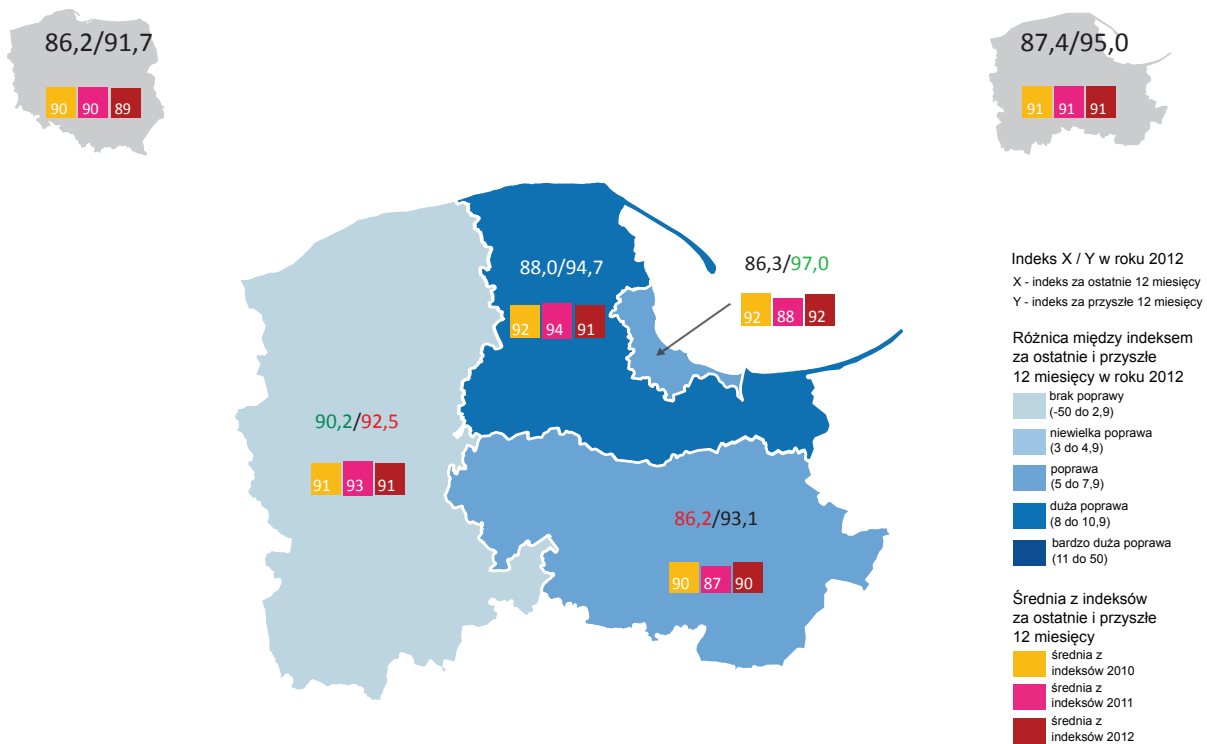 86,2/91,7
90 90 89
87,4/95,0
91 91 91
88,0/94,7
92 94 91
86,3/97,0
92 88 92
90,2/92,5
91 93 91
86,2/93,1
90 87 90
Indeks X / Y w roku 2012
X - indeks za ostatnie 12 miesięcy
Y - indeks za przyszłe 12 miesięcy
Różnica między indeksem
za ostatnie i przyszłe
12 miesięcy w roku 2012
brak poprawy
(-50 do 2,9)
niewielka poprawa
(3 do 4,9)
poprawa
(5 do 7,9)
duża poprawa
(8 do 10,9)
bardzo duża poprawa
(11 do 50)
Średnia z indeksów
za ostatnie i przyszłe
12 miesięcy
średnia z
indeksów 2010
średnia z
indeksów 2011
średnia z
indeksów 2012